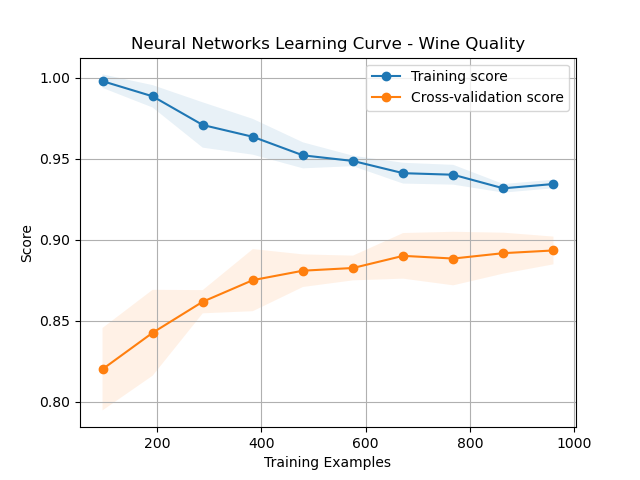 Neural Networks Learning Curve - Wine Quality
Training score
Cross-validation score
1.00
0.95
0.90
0.85
0.80
Score
200 400 600 800 1000
Training Examples